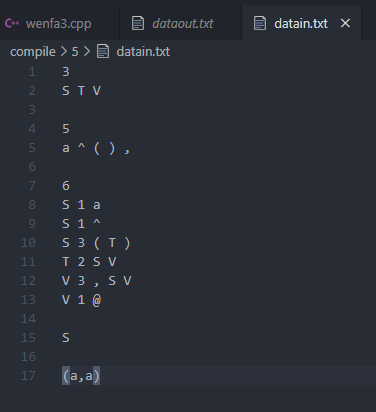 wenfa3.cpp dataout.txt datain.txt ×
compile > 5 > datain.txt
1 3
2 S T V
3
4 5
5 a ^ ( ) ,
6
7 6
8 S 1 a
9 S 1 ^
10 S 3 ( T )
11 T 2 S V
12 V 3 , S V
13 V 1 @
14
15 S
16
17 (a,a)